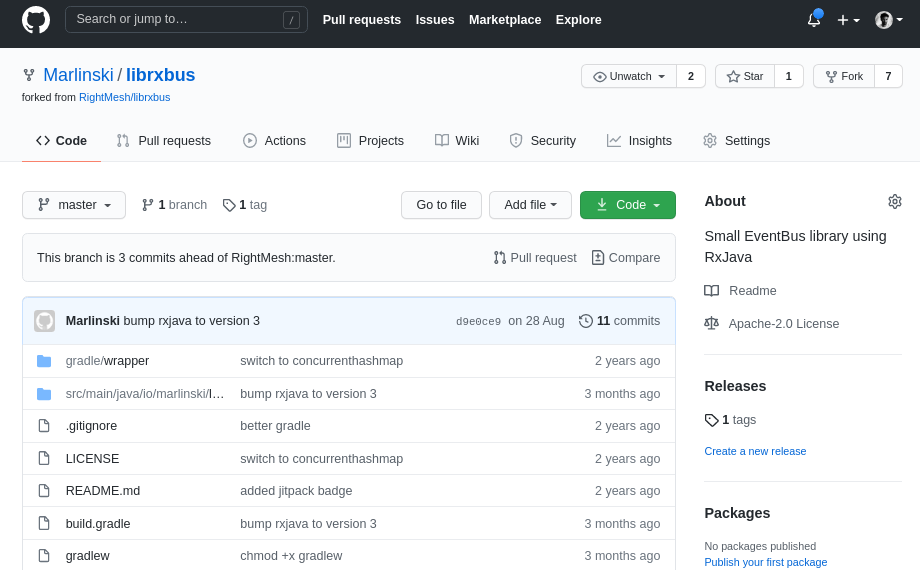 Search or jump to… /
Pull requests Issues Marketplace Explore
Marlinski / librxbus
forked from RightMesh/librxbus
Unwatch 2 Star 1 Fork 7
Code Pull requests Actions Projects Wiki Security Insights Settings
master 1 branch 1 tag Go to file Add file Code
This branch is 3 commits ahead of RightMesh:master. Pull request Compare
Marlinski bump rxjava to version 3 d9e0ce9 on 28 Aug 11 commits
gradle/wrapper switch to concurrenthashmap 2 years ago
src/main/java/io/marlinski/l… bump rxjava to version 3 3 months ago
.gitignore better gradle 2 years ago
LICENSE switch to concurrenthashmap 2 years ago
README.md added jitpack badge 2 years ago
build.gradle bump rxjava to version 3 3 months ago
gradlew chmod +x gradlew 3 months ago
About
Small EventBus library using
RxJava
Readme
Apache-2.0 License
Releases
1 tags
Create a new release
Packages
No packages published
Publish your first package